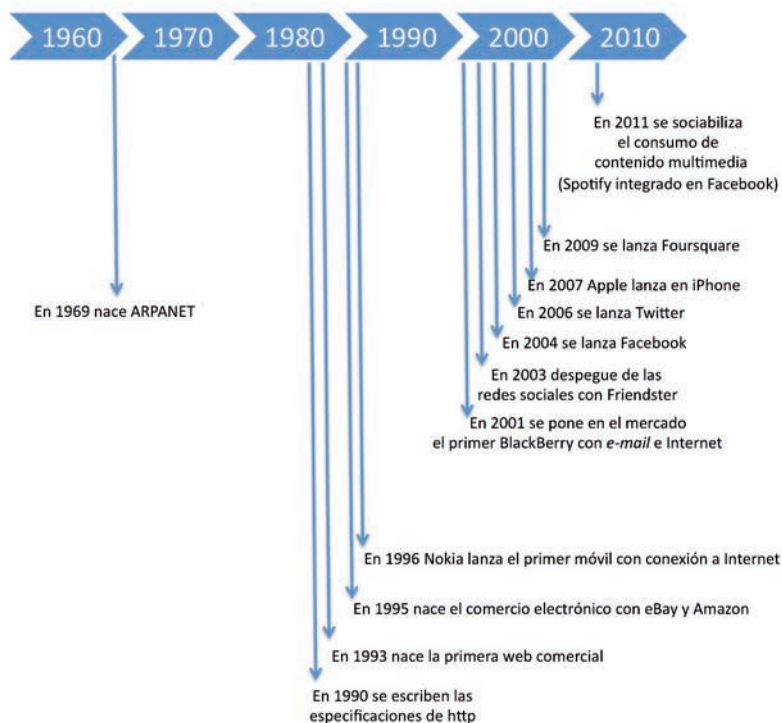 1960 1970 1980 1990 2000 2010
En 2011 se sociabiliza
el consumo de
contenido multimedia
(Spotify integrado en Facebook)
En 2009 se lanza Foursquare
En 2007 Apple lanza en iPhone
En 1969 nace ARPANET
En 2006 se lanza Twitter
En 2004 se lanza Facebook
En 2003 despegue de las
redes sociales con Friendster
En 2001 se pone en el mercado
el primer BlackBerry con e-mail e Internet
En 1996 Nokia lanza el primer móvil con conexión a Internet
En 1995 nace el comercio electrónico con eBay y Amazon
En 1993 nace la primera web comercial
En 1990 se escriben las
especificaciones de http